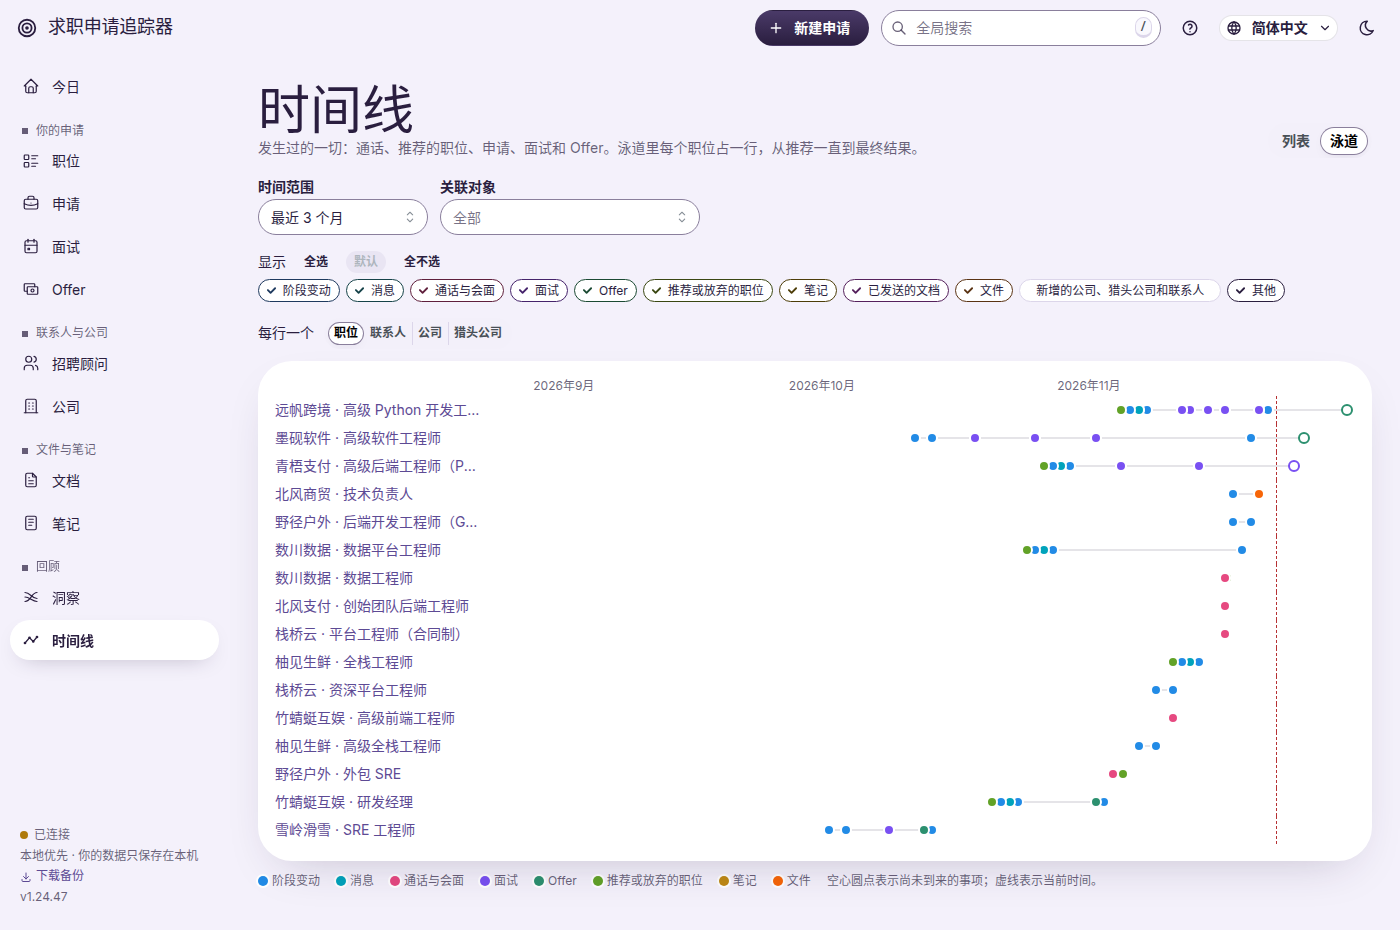 求职申请追踪器
新建申请
全局搜索
/
简体中文
今日
你的申请
职位
申请
面试
Offer
联系人与公司
招聘顾问
公司
文件与笔记
文档
笔记
回顾
洞察
时间线
已连接
本地优先 · 你的数据只保存在本机
下载备份
v1.24.47
时间线
发生过的一切：通话、推荐的职位、申请、面试和 Offer。泳道里每个职位占一行，从推荐一直到最终结果。
列表 泳道
时间范围 关联对象
最近 3 个月 全部
显示 全选 默认 全不选
阶段变动 消息 通话与会面 面试 Offer 推荐或放弃的职位 笔记 已发送的文档 文件 新增的公司、猎头公司和联系人 其他
每行一个 职位 联系人 公司 猎头公司
2026年9月 2026年10月 2026年11月
远帆跨境 · 高级 Python 开发工…
墨砚软件 · 高级软件工程师
青梧支付 · 高级后端工程师（P…
北风商贸 · 技术负责人
野径户外 · 后端开发工程师（G…
数川数据 · 数据平台工程师
数川数据 · 数据工程师
北风支付 · 创始团队后端工程师
栈桥云 · 平台工程师（合同制）
柚见生鲜 · 全栈工程师
栈桥云 · 资深平台工程师
竹蜻蜓互娱 · 高级前端工程师
柚见生鲜 · 高级全栈工程师
野径户外 · 外包 SRE
竹蜻蜓互娱 · 研发经理
雪岭滑雪 · SRE 工程师
阶段变动 消息 通话与会面 面试 Offer 推荐或放弃的职位 笔记 文件 空心圆点表示尚未到来的事项；虚线表示当前时间。